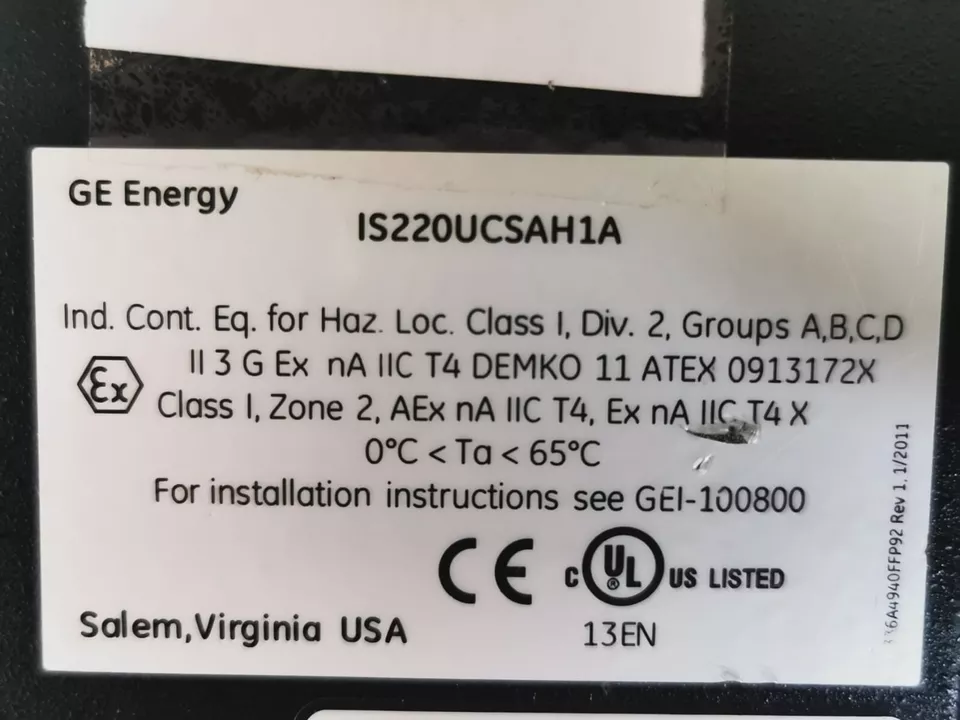 GE Energy
IS220UCSAH1A
Ind. Cont. Eq. for Haz. Loc. Class I, Div. 2, Groups A,B,C,D
II 3 G Ex nA IIC T4 DEMKO 11 ATEX 0913172X
Ex
Class I, Zone 2, AEx nA IIC T4, Ex nA IIC T4 X
0°C < Ta < 65°C
For installation instructions see GEI-100800
CE
C UL ® US LISTED
13EN
Salem, Virginia USA
Rev 1, 1/2011